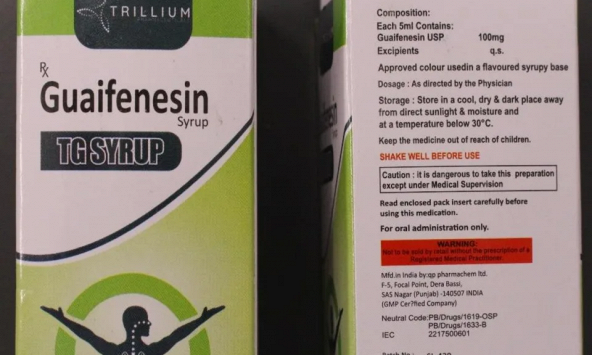 TRILLIUM
Rx
Guaifenesin
Syrup
TG SYRUP
Guaifenesin
Syrup
Composition:
Each 5ml Contains:
Guaifenesin USP 100mg
Excipients q.s.
Approved colour usedin a flavoured syrupy base
Dosage : As directed by the Physician
Storage : Store in a cool, dry & dark place away
from direct sunlight & moisture and
at a temperature below 30°C.
Keep the medicine out of reach of children.
SHAKE WELL BEFORE USE
Caution : it is dangerous to take this preparation
except under Medical Supervision
Read enclosed pack insert carefully before
using this medication.
For oral administration only.
WARNING:
Not to be sold by retail without the prescription of a
Registered Medical Practitioner.
Mfd.in India by:qp pharmachem ltd.
F-5, Focal Point, Dera Bassi,
SAS Nagar (Punjab) -140507 INDIA
(GMP Cer?fied Company)
Neutral Code:PB/Drugs/1619-OSP
PB/Drugs/1633-B
IEC 2217500601